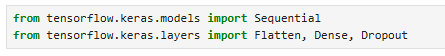 from tensorflow.keras.models import Sequential
from tensorflow.keras.layers import Flatten, Dense, Dropout